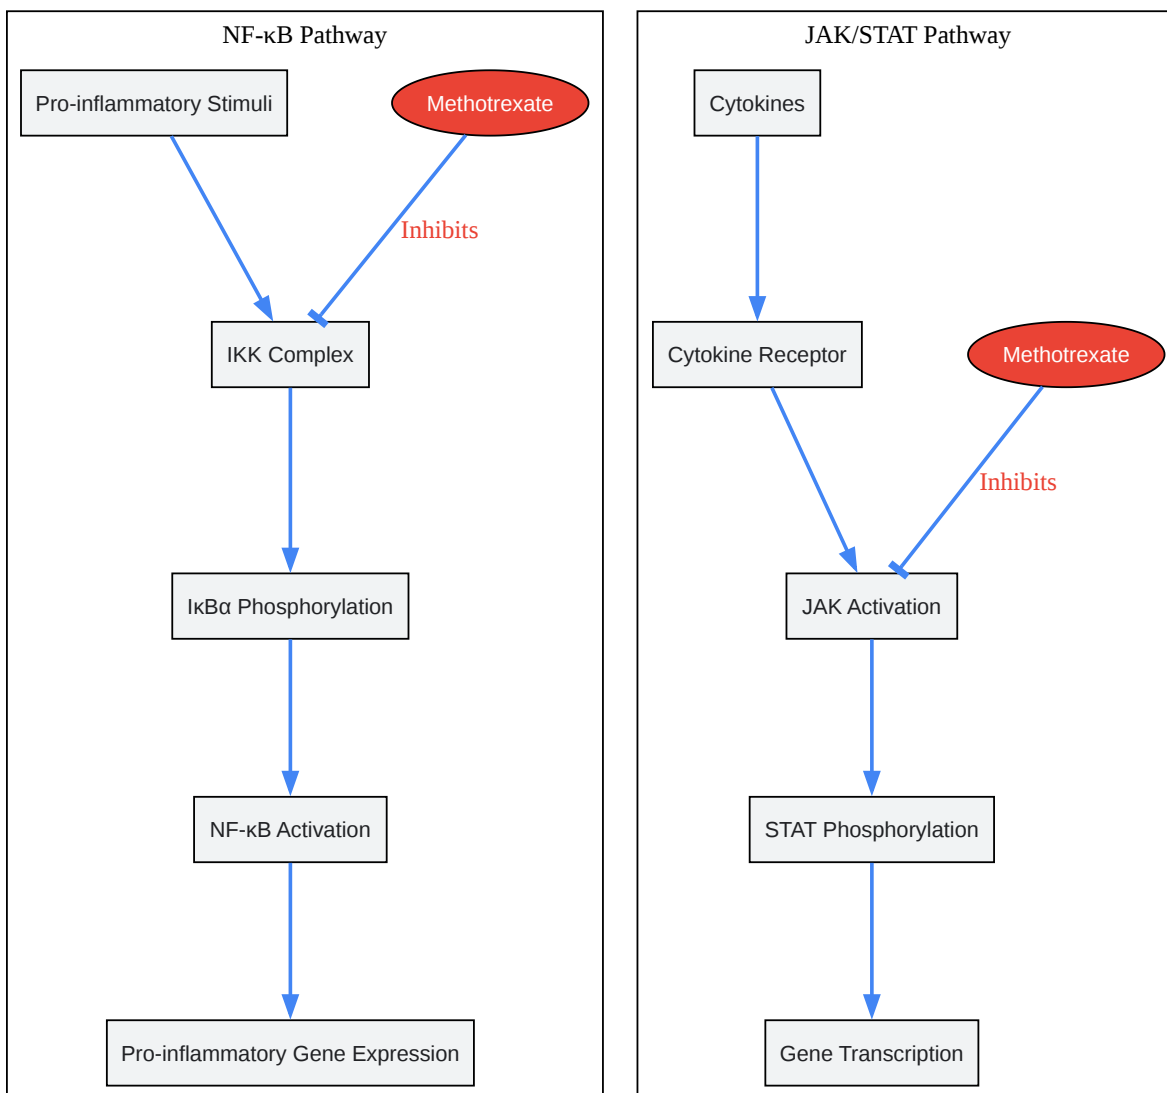 NF-κB Pathway
Pro-inflammatory Stimuli
Methotrexate
Inhibits
IKK Complex
IκBα Phosphorylation
NF-κB Activation
Pro-inflammatory Gene Expression
JAK/STAT Pathway
Cytokines
Cytokine Receptor
Methotrexate
Inhibits
JAK Activation
STAT Phosphorylation
Gene Transcription